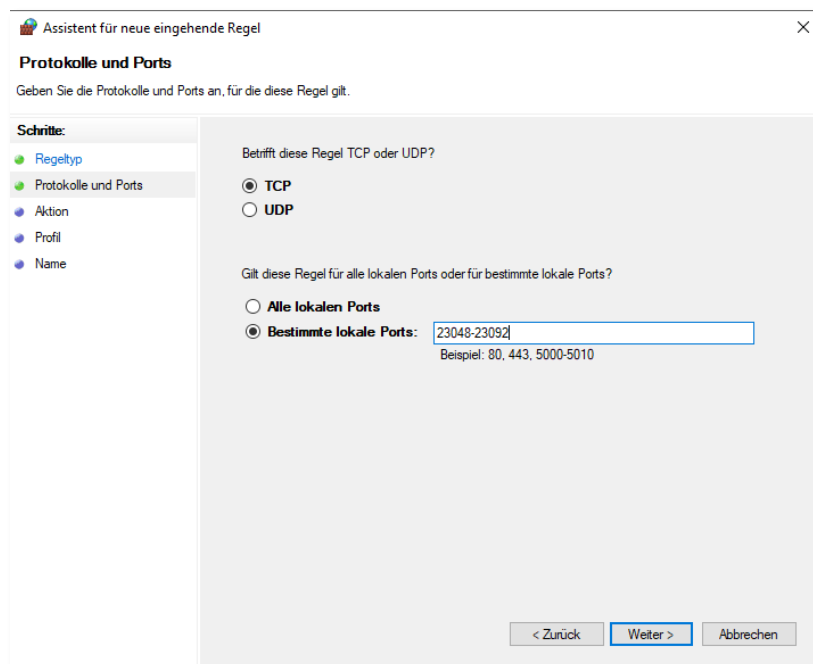 Assistent für neue eingehende Regel
Protokolle und Ports
Geben Sie die Protokolle und Ports an, für die diese Regel gilt.
Schritte:
Regeltyp
Protokolle und Ports
Aktion
Profil
Name
Betrifft diese Regel TCP oder UDP?
TCP
UDP
Gilt diese Regel für alle lokalen Ports oder für bestimmte lokale Ports?
Alle lokalen Ports
Bestimmte lokale Ports: 23048-23092
Beispiel: 80, 443, 5000-5010
< Zurück Weiter > Abbrechen